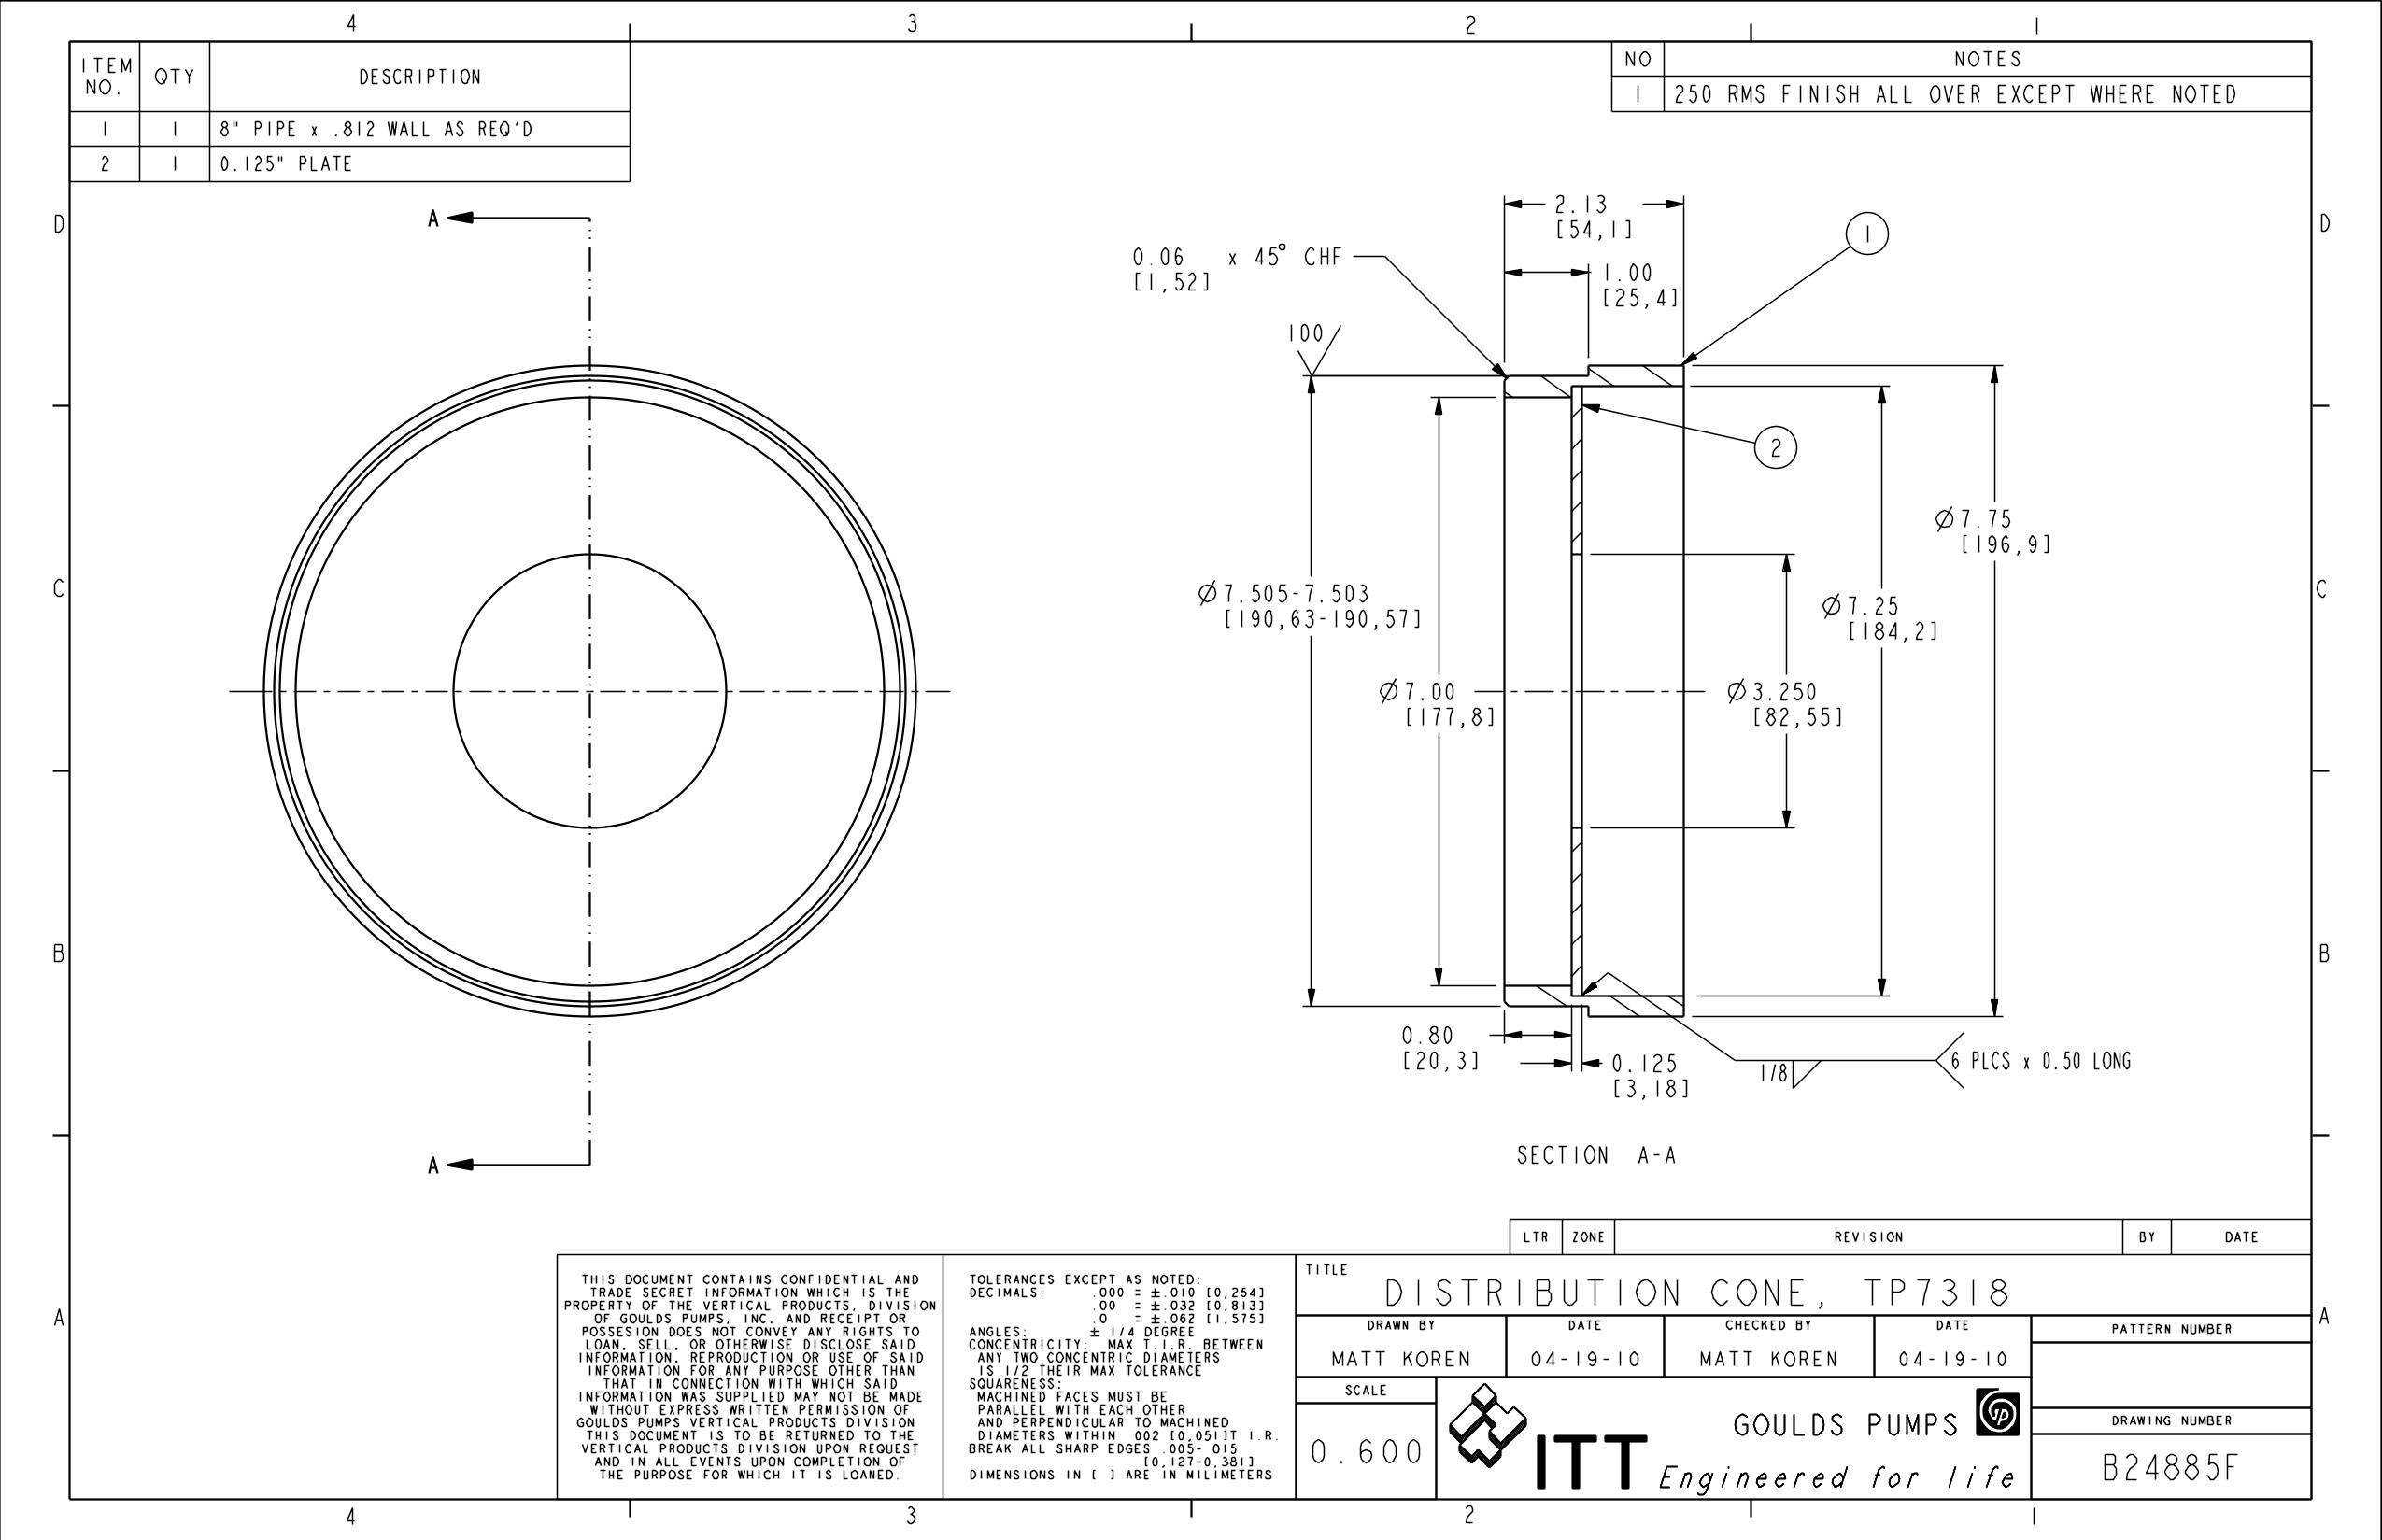 4 3 2 1
ITEM NO. QTY DESCRIPTION
1 1 8" PIPE x .812 WALL AS REQ'D
2 1 0.125" PLATE
NO NOTES
1 250 RMS FINISH ALL OVER EXCEPT WHERE NOTED
D D
C C
B B
A A
A
A
2.13
[54,1]
1.00
[25,4]
0.06 x 45° CHF
[1,52]
100
1
2
Ø7.75
[196,9]
Ø7.505-7.503
[190,63-190,57]
Ø7.25
[184,2]
Ø7.00
[177,8]
Ø3.250
[82,55]
0.80
[20,3]
0.125
[3,18]
1/8
6 PLCS x 0.50 LONG
SECTION A-A
LTR ZONE REVISION BY DATE
THIS DOCUMENT CONTAINS CONFIDENTIAL AND
TRADE SECRET INFORMATION WHICH IS THE
PROPERTY OF THE VERTICAL PRODUCTS, DIVISION
OF GOULDS PUMPS, INC. AND RECEIPT OR
POSSESION DOES NOT CONVEY ANY RIGHTS TO
LOAN, SELL, OR OTHERWISE DISCLOSE SAID
INFORMATION, REPRODUCTION OR USE OF SAID
INFORMATION FOR ANY PURPOSE OTHER THAN
THAT IN CONNECTION WITH WHICH SAID
INFORMATION WAS SUPPLIED MAY NOT BE MADE
WITHOUT EXPRESS WRITTEN PERMISSION OF
GOULDS PUMPS VERTICAL PRODUCTS DIVISION
THIS DOCUMENT IS TO BE RETURNED TO THE
VERTICAL PRODUCTS DIVISION UPON REQUEST
AND IN ALL EVENTS UPON COMPLETION OF
THE PURPOSE FOR WHICH IT IS LOANED.
TOLERANCES EXCEPT AS NOTED:
DECIMALS: .000 = ±.010 [0,254]
.00 = ±.032 [0,813]
.0 = ±.062 [1,575]
ANGLES: ± 1/4 DEGREE
CONCENTRICITY: MAX T.I.R. BETWEEN
ANY TWO CONCENTRIC DIAMETERS
IS 1/2 THEIR MAX TOLERANCE
SQUARENESS:
MACHINED FACES MUST BE
PARALLEL WITH EACH OTHER
AND PERPENDICULAR TO MACHINED
DIAMETERS WITHIN .002 [0,051]T.I.R.
BREAK ALL SHARP EDGES .005-.015
[0,127-0,381]
DIMENSIONS IN [ ] ARE IN MILIMETERS
TITLE
DISTRIBUTION CONE, TP7318
DRAWN BY DATE CHECKED BY DATE
MATT KOREN 04-19-10 MATT KOREN 04-19-10
PATTERN NUMBER
SCALE
0.600
ITT
GOULDS PUMPS
Engineered for life
DRAWING NUMBER
B24885F
4 3 2 1